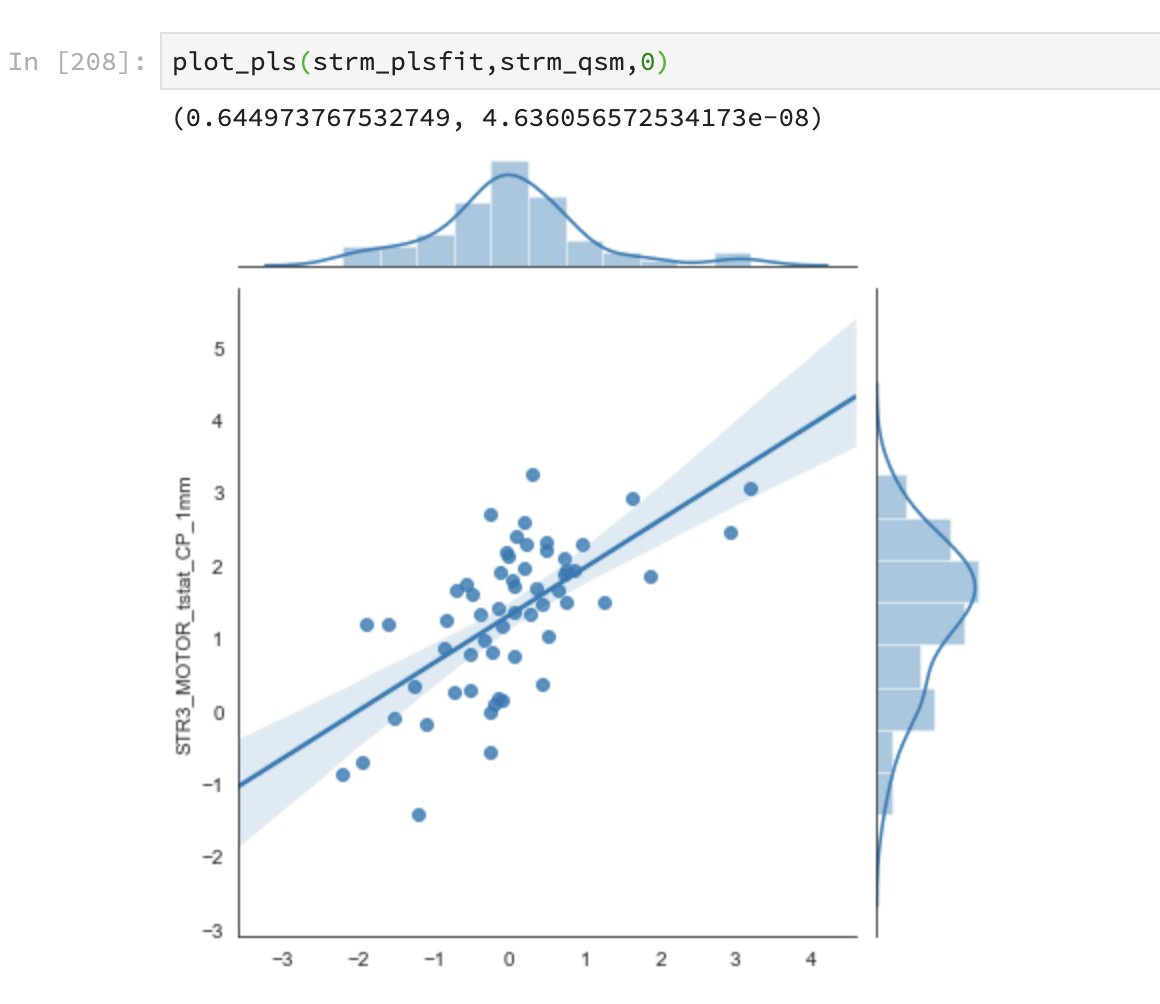 In [208]: plot_pls(strm_plsfit,strm_qsm,0)
(0.644973767532749, 4.636056572534173e-08)
STR3_MOTOR_tstat_CP_1mm
5
4
3
2
1
0
−1
−2
−3
−3 −2 −1 0 1 2 3 4